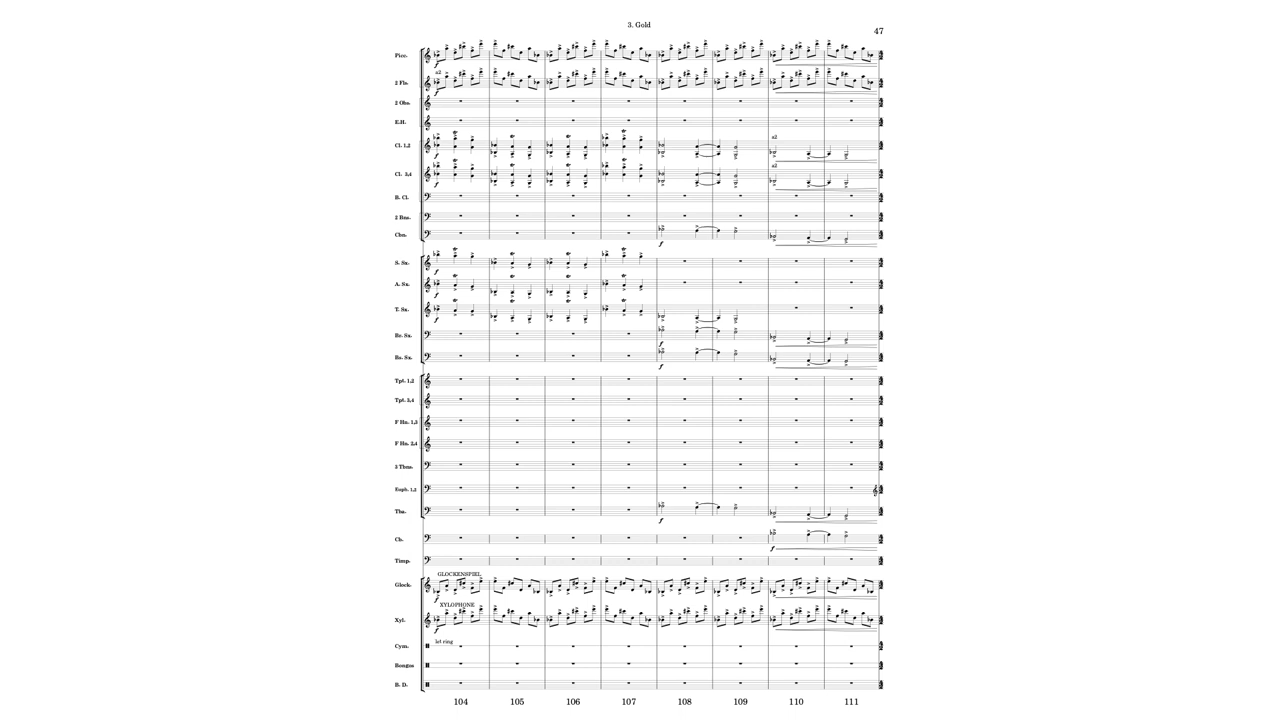 3. Gold
47
Picc.
a2
2 Fls.
2 Obs.
E.H.
Cl. 1,2
a2
Cl. 3,4
a2
B. Cl.
2 Bns.
Cbn.
f
S. Sx.
f
A. Sx.
f
T. Sx.
f
Br. Sx.
f
Bs. Sx.
f
Tpt. 1,2
Tpt. 3,4
F Hn. 1,3
F Hn. 2,4
3 Tbns.
Euph. 1,2
Tba.
f
Cb.
f
Timp.
GLOCKENSPIEL
Glock.
XYLOPHONE
Xyl.
f
let ring
Cym.
Bongos
B. D.
104 105 106 107 108 109 110 111